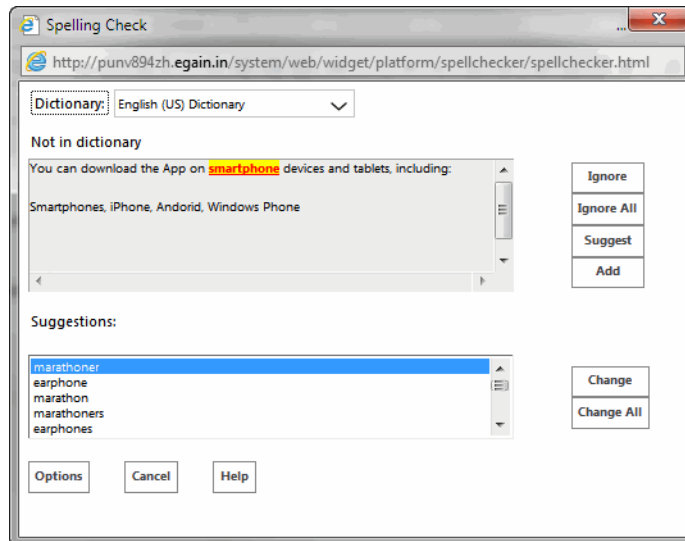 Spelling Check
...
X
http://punv894zh.egain.in/system/web/widget/platform/spellchecker/spellchecker.html
Dictionary: English (US) Dictionary
Not in dictionary
You can download the App on smartphone devices and tablets, including:
Smartphones, iPhone, Andorid, Windows Phone
Ignore
Ignore All
Suggest
Add
Suggestions:
marathoner
earphone
marathon
marathoners
earphones
Change
Change All
Options Cancel Help